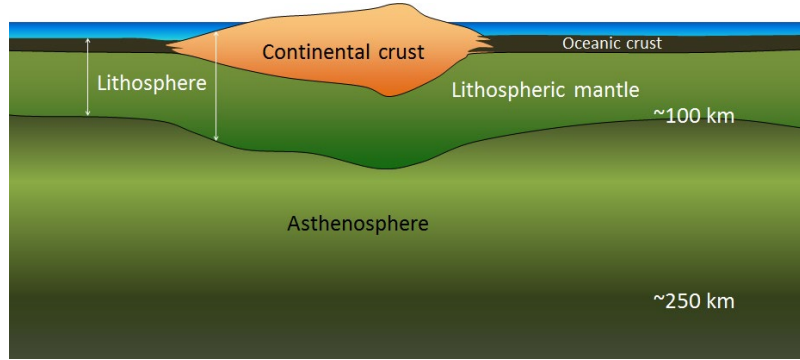 Continental crust
Oceanic crust
Lithosphere
Lithospheric mantle
~100 km
Asthenosphere
~250 km